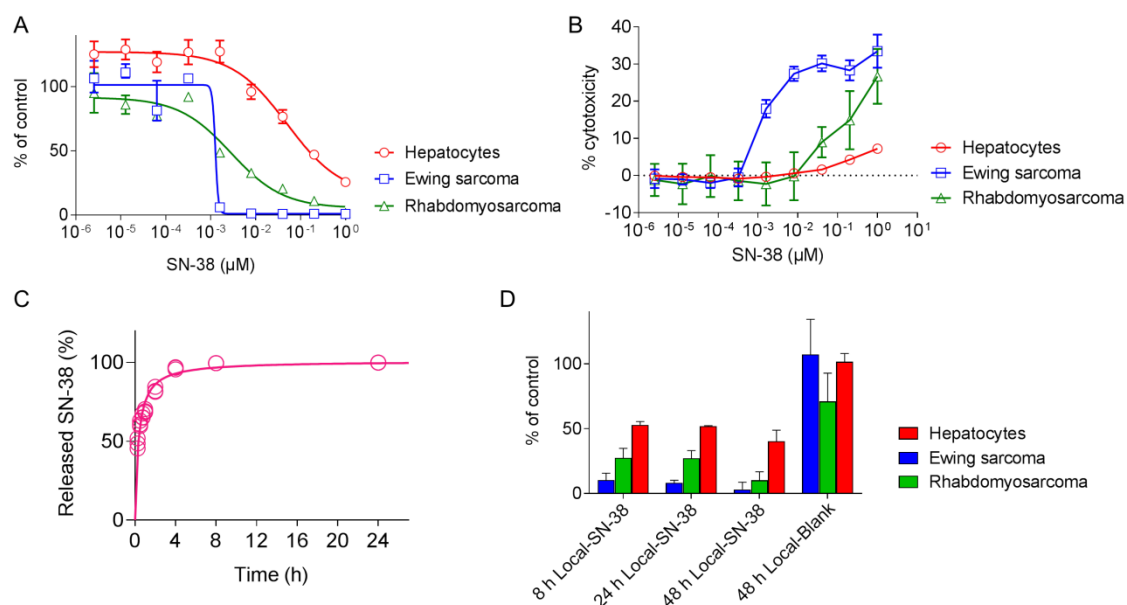 A
% of control
100
50
0
10⁻⁶ 10⁻⁵ 10⁻⁴ 10⁻³ 10⁻² 10⁻¹ 10⁰
SN-38 (µM)
Hepatocytes
Ewing sarcoma
Rhabdomyosarcoma
B
% cytotoxicity
40
30
20
10
0
-10
10⁻⁶ 10⁻⁵ 10⁻⁴ 10⁻³ 10⁻² 10⁻¹ 10⁰ 10¹
SN-38 (µM)
Hepatocytes
Ewing sarcoma
Rhabdomyosarcoma
C
Released SN-38 (%)
100
50
0
0 4 8 12 16 20 24
Time (h)
D
% of control
100
50
0
8 h Local-SN-38
24 h Local-SN-38
48 h Local-SN-38
48 h Local-Blank
Hepatocytes
Ewing sarcoma
Rhabdomyosarcoma